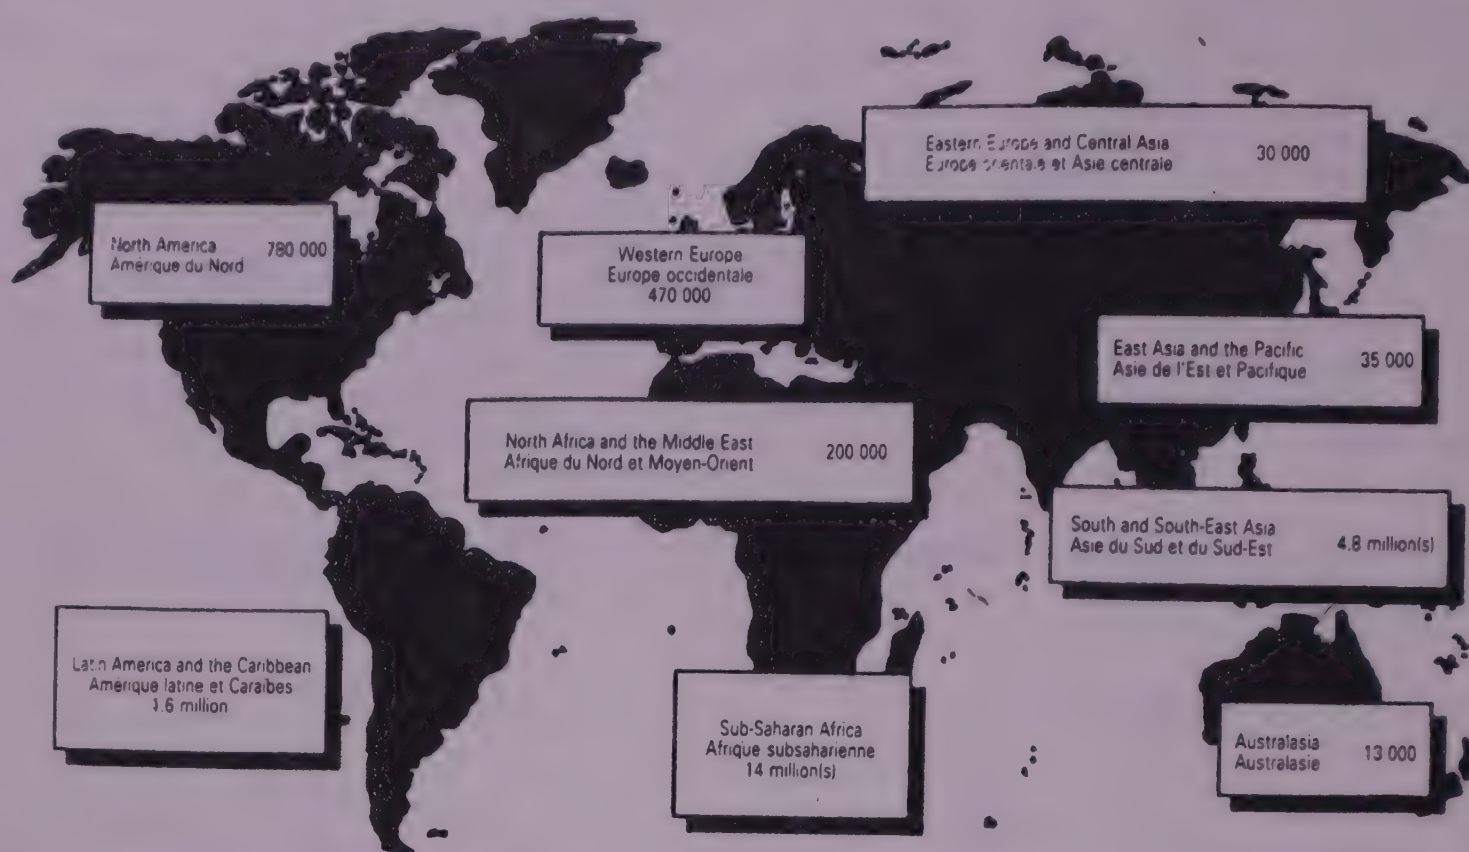 Eastern Europe and Central Asia 30 000
Europe orientale et Asie centrale
North America 780 000
Amérique du Nord
Western Europe
Europe occidentale
470 000
East Asia and the Pacific 35 000
Asie de l'Est et Pacifique
North Africa and the Middle East 200 000
Afrique du Nord et Moyen-Orient
South and South-East Asia 4.8 million(s)
Asie du Sud et du Sud-Est
Latin America and the Caribbean
Amérique latine et Caraïbes
1.6 million
Sub-Saharan Africa
Afrique subsaharienne
14 million(s)
Australasia 13 000
Australasie